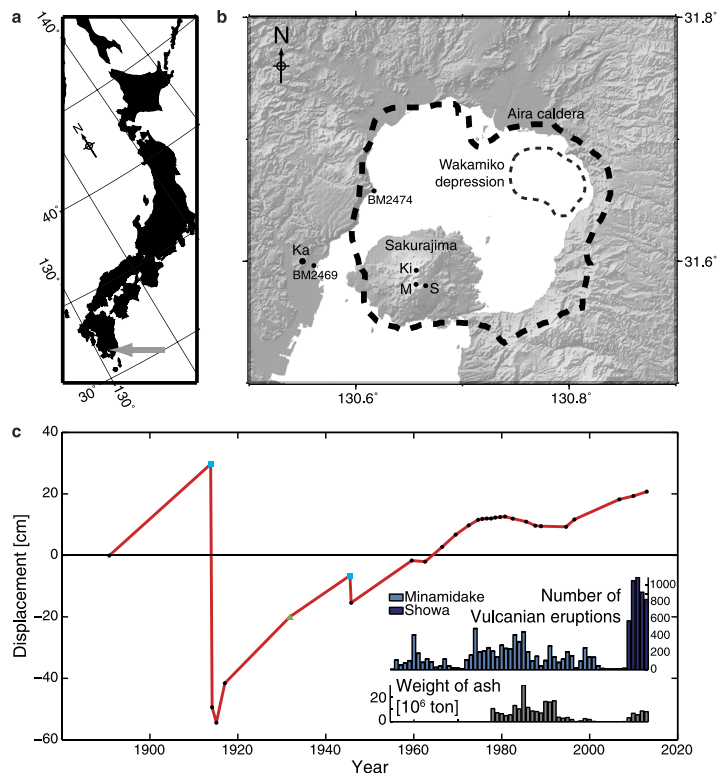 a
140°
N
40°
130°
30°
130°
b
31.8°
N
Aira caldera
Wakamiko
depression
BM2474
Ka
Sakurajima
BM2469
Ki
M
S
31.6°
130.6°
130.8°
c
40
20
0
−20
−40
−60
Displacement [cm]
Minamidake
Showa
Number of
Vulcanian eruptions
1000
800
600
400
200
0
Weight of ash
[10⁶ ton]
20
0
1900
1920
1940
1960
1980
2000
2020
Year